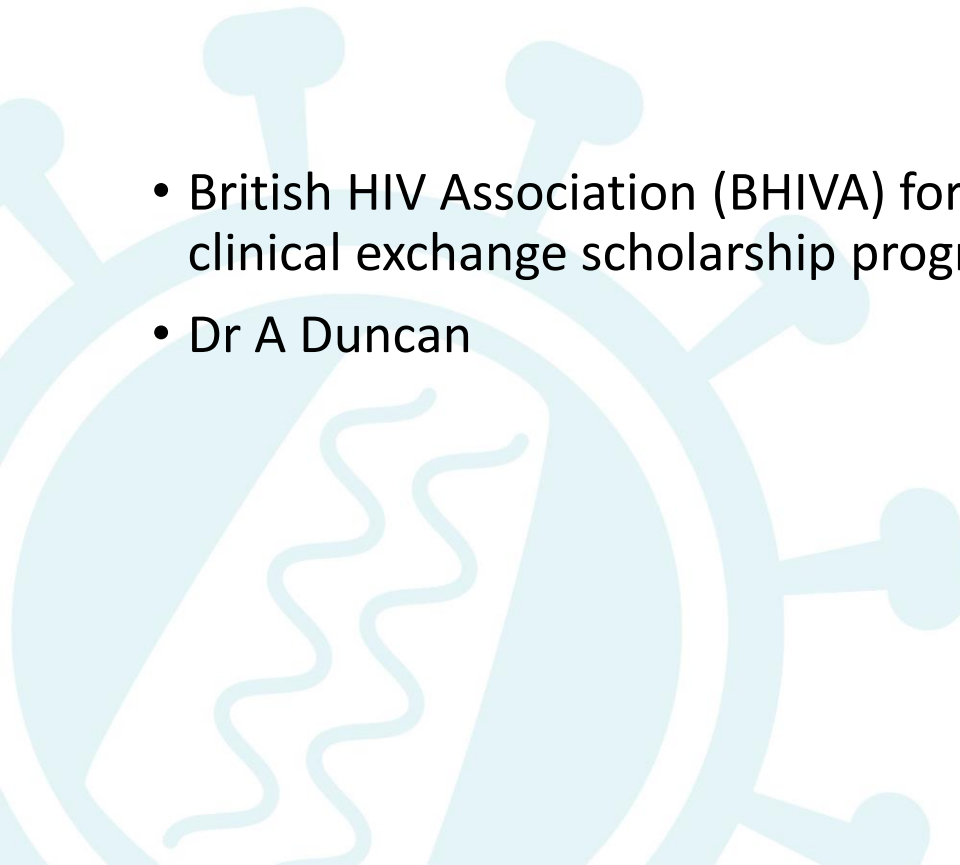 • British HIV Association (BHIVA) for
clinical exchange scholarship
• Dr A Duncan